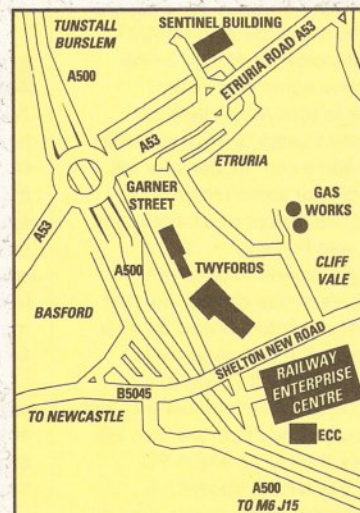 SENTINEL BUILDING
TUNSTALL
BURSLEM
A500
ETRURIA ROAD A53
A53
ETRURIA
GARNER
STREET
GAS
WORKS
A53
A500
TWYFORDS
CLIFF
VALE
BASFORD
SHELTON NEW ROAD
RAILWAY
ENTERPRISE
CENTRE
B5045
TO NEWCASTLE
ECC
A500
TO M6 J15